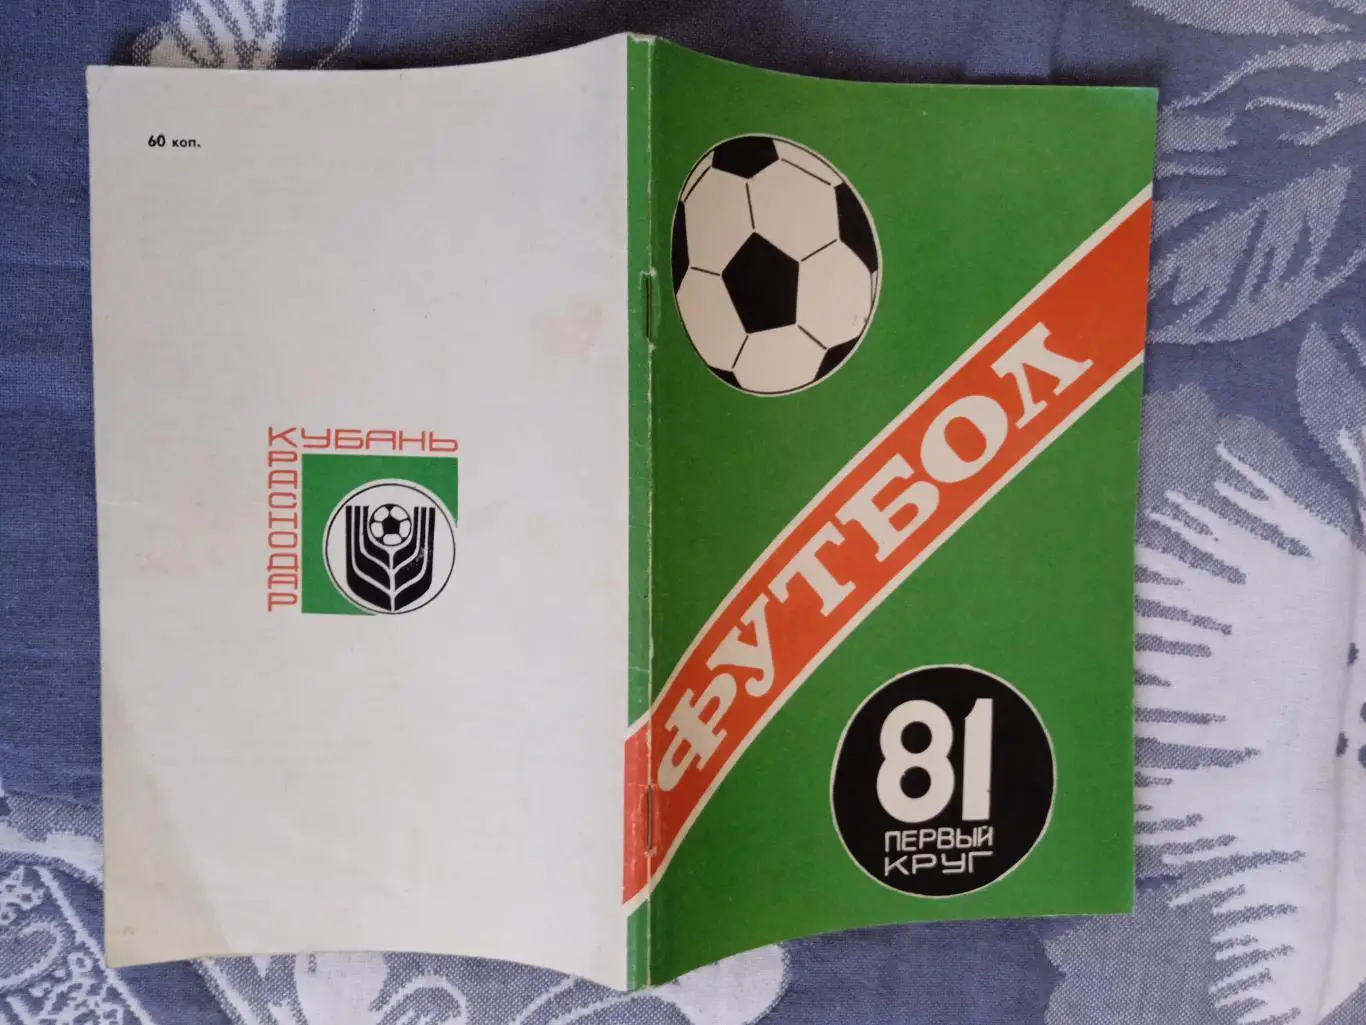 60 коп.
КУБАНЬ
КРАСНОДАР
ФУТБОЛ
81
ПЕРВЫЙ
КРУГ